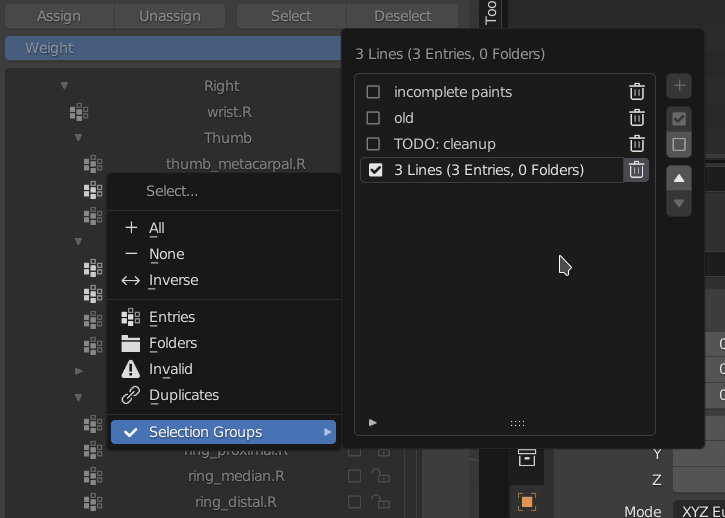 Assign Unassign Select Deselect
Too
Weight
Right
wrist.R
Thumb
thumb_metacarpal.R
Select...
All
None
Inverse
Entries
Folders
Invalid
Duplicates
Selection Groups
ring_proximal.R
ring_median.R
ring_distal.R
3 Lines (3 Entries, 0 Folders)
incomplete paints
old
TODO: cleanup
3 Lines (3 Entries, 0 Folders)
Y
Z
Mode XYZ Eu